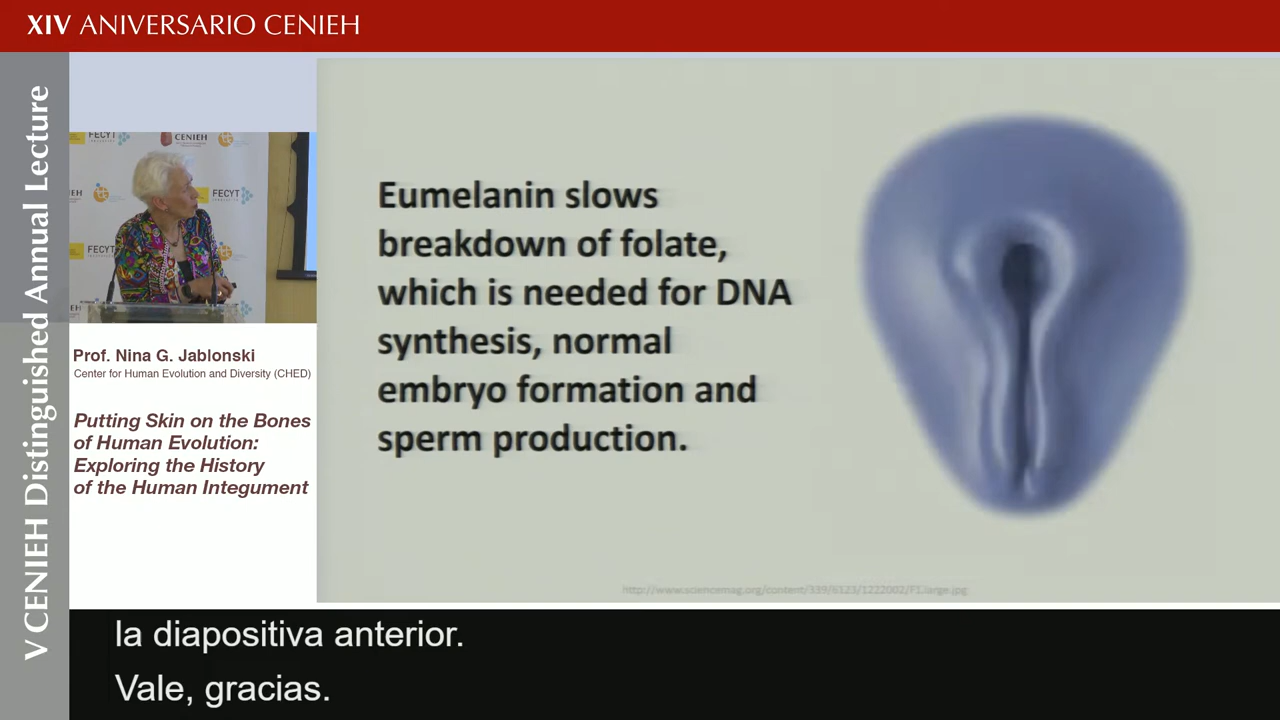 XIV ANIVERSARIO CENIEH
V CENIEH Distinguished Annual Lecture
FECYT
CENIEH
FECYT
FECYT
Prof. Nina G. Jablonski
Center for Human Evolution and Diversity (CHED)
Putting Skin on the Bones
of Human Evolution:
Exploring the History
of the Human Integument
Eumelanin slows
breakdown of folate,
which is needed for DNA
synthesis, normal
embryo formation and
sperm production.
la diapositiva anterior.
Vale, gracias.